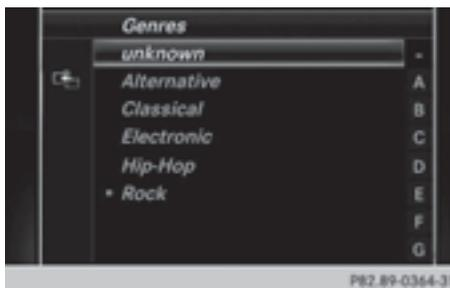 Genres
unknown
-
Alternative
A
Classical
B
Electronic
C
Hip-Hop
D
• Rock
E
F
G
P82.89-0364-31